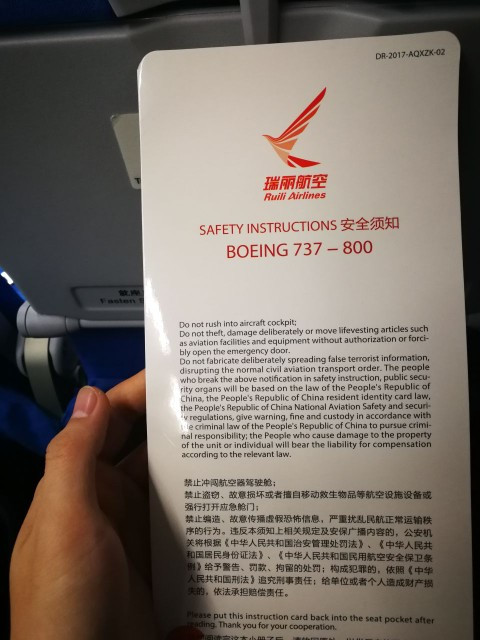 DR-2017-AQXZK-02
瑞丽航空
Ruili Airlines
SAFETY INSTRUCTIONS 安全须知
BOEING 737 – 800
Do not rush into aircraft cockpit;
Do not theft, damage deliberately or move lifevesting articles such
as aviation facilities and equipment without authorization or forci-
bly open the emergency door.
Do not fabricate deliberately spreading false terrorist information,
disrupting the normal civil aviation transport order. The people
who break the above notification in safety instruction, public secu-
rity organs will be based on the law of the People's Republic of
China, the People's Republic of China resident identity card law,
the People's Republic of China National Aviation Safety and securi-
y regulations, give warning, fine and custody in accordance with
e criminal law of the People's Republic of China to pursue crimi-
nal responsibility; the People who cause damage to the property
of the unit or individual will bear the liability for compensation
according to the relevant law.
禁止冲闯航空器驾驶舱；
禁止盗窃、故意损坏或者擅自移动救生物品等航空设施设备或
强行打开应急舱门；
禁止编造、故意传播虚假恐怖信息，严重扰乱民航正常运输秩
序的行为。违反本须知上相关规定及安保广播内容的，公安机
关将根据《中华人民共和国治安管理处罚法》、《中华人民共
和国居民身份证法》、《中华人民共和国民用航空安全保卫条
例》给予警告、罚款、拘留的处罚；构成犯罪的，依照《中华
人民共和国刑法》追究刑事责任；给单位或者个人造成财产损
失的，依法承担赔偿责任。
Please put this instruction card back into the seat pocket after
reading. Thank you for your cooperation.
Fasten